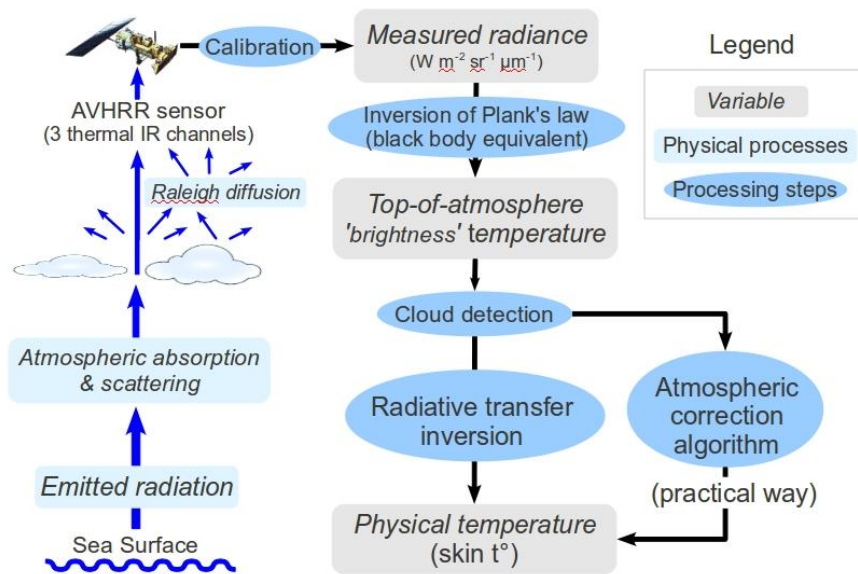 Calibration
Measured radiance
(W m⁻² sr⁻¹ µm⁻¹)
Legend
Variable
Physical processes
Processing steps
AVHRR sensor
(3 thermal IR channels)
Inversion of Plank's law
(black body equivalent)
Raleigh diffusion
Top-of-atmosphere
'brightness' temperature
Cloud detection
Atmospheric absorption
& scattering
Radiative transfer
inversion
Atmospheric
correction
algorithm
(practical way)
Emitted radiation
Physical temperature
(skin t°)
Sea Surface